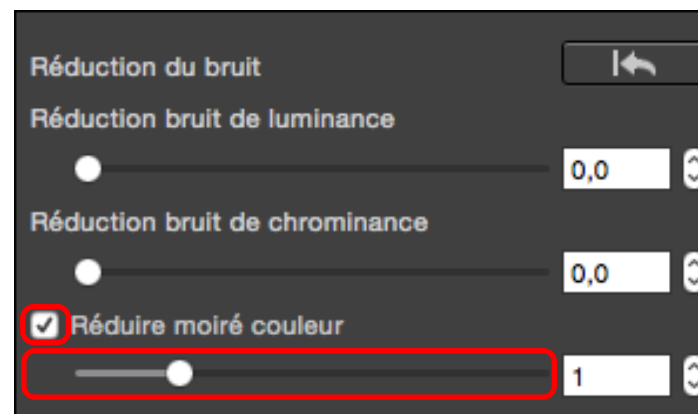 Réduction du bruit
Réduction bruit de luminance
0,0
Réduction bruit de chrominance
0,0
Réduire moiré couleur
1